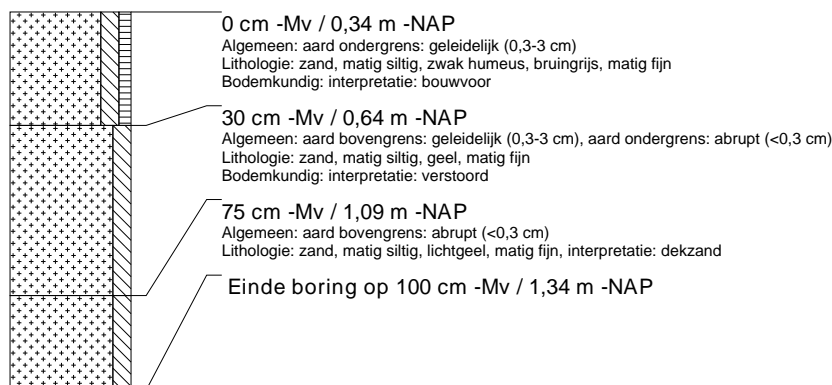 0 cm -Mv / 0,34 m -NAP
Algemeen: aard ondergrens: geleidelijk (0,3-3 cm)
Lithologie: zand, matig siltig, zwak humeus, bruingrijs, matig fijn
Bodemkundig: interpretatie: bouwvoor
30 cm -Mv / 0,64 m -NAP
Algemeen: aard bovengrens: geleidelijk (0,3-3 cm), aard ondergrens: abrupt (<0,3 cm)
Lithologie: zand, matig siltig, geel, matig fijn
Bodemkundig: interpretatie: verstoord
75 cm -Mv / 1,09 m -NAP
Algemeen: aard bovengrens: abrupt (<0,3 cm)
Lithologie: zand, matig siltig, lichtgeel, matig fijn, interpretatie: dekzand
Einde boring op 100 cm -Mv / 1,34 m -NAP